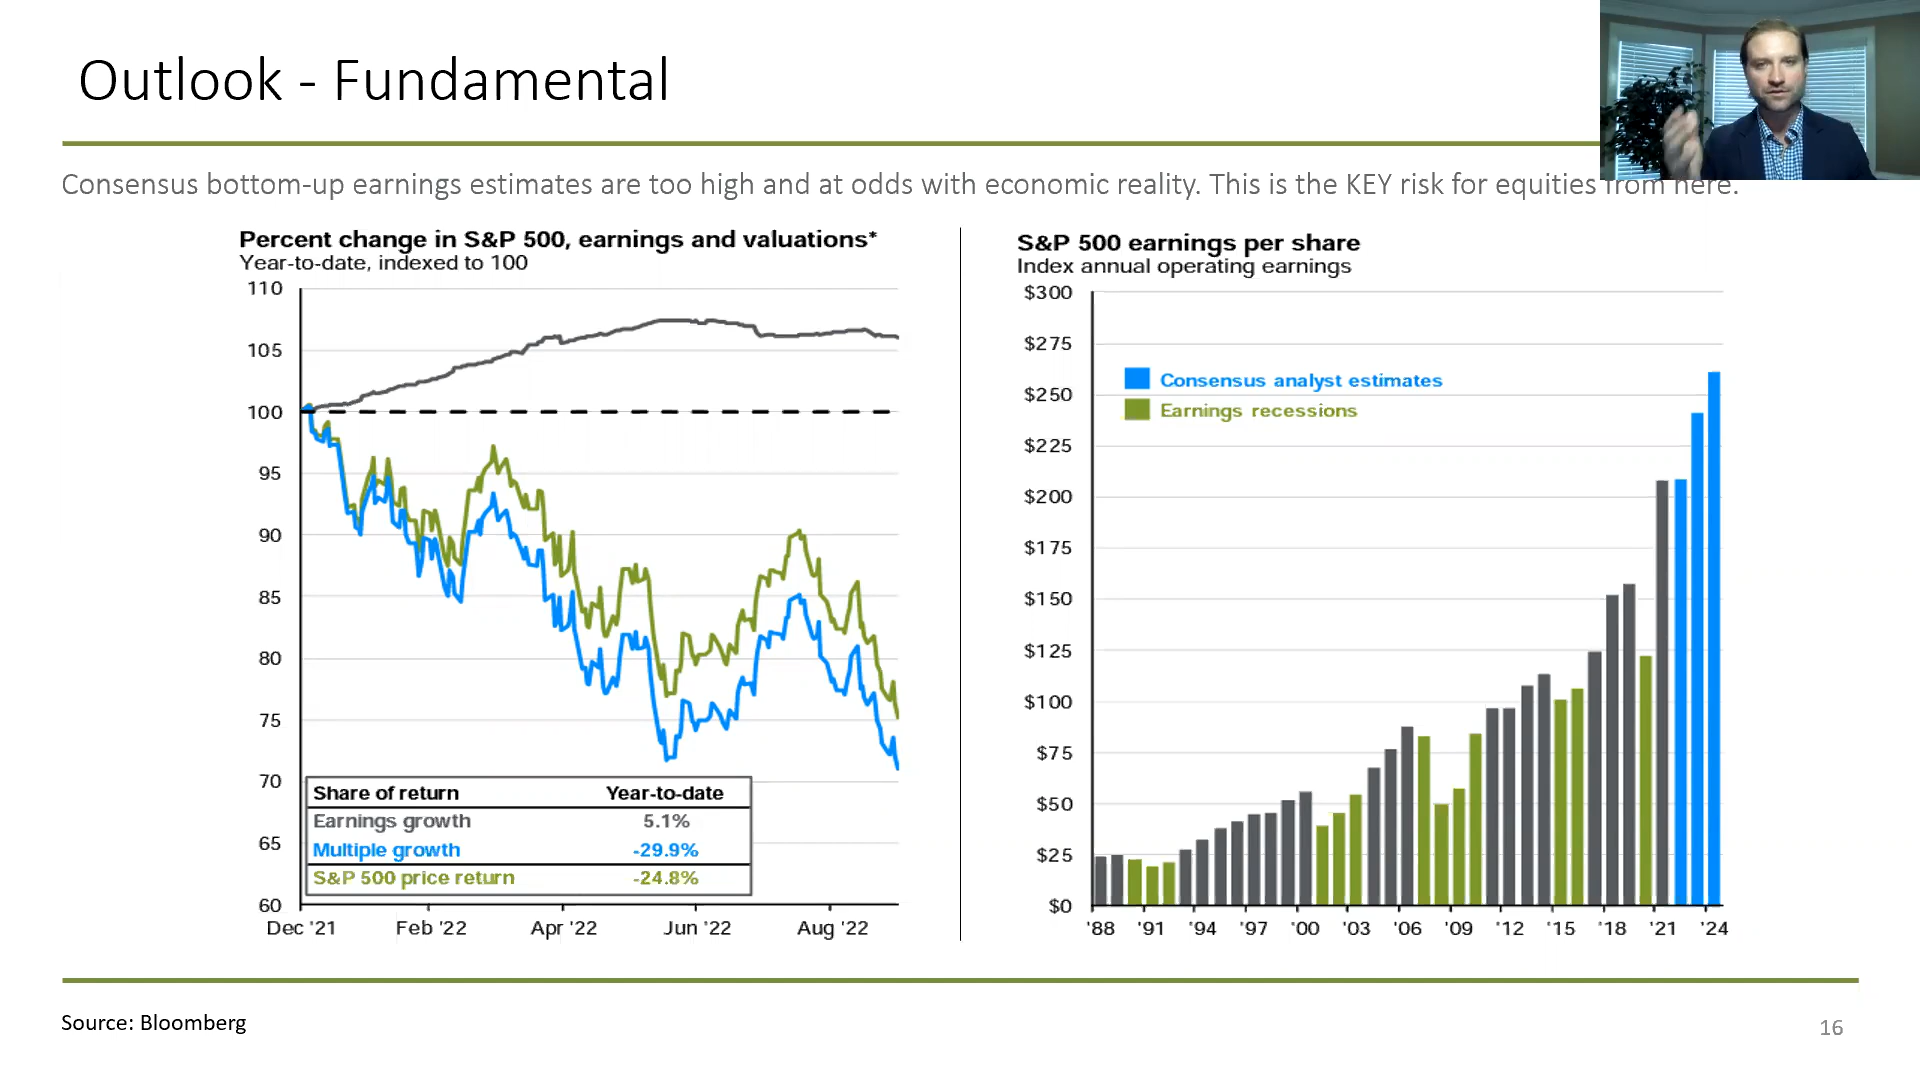 Outlook - Fundamental
Consensus bottom-up earnings estimates are too high and at odds with economic reality. This is the KEY risk for equities from here.
Percent change in S&P 500, earnings and valuations*
Year-to-date, indexed to 100
110
105
100
95
90
85
80
75
70
65
60
Share of return Year-to-date
Earnings growth 5.1%
Multiple growth -29.9%
S&P 500 price return -24.8%
Dec '21 Feb '22 Apr '22 Jun '22 Aug '22
S&P 500 earnings per share
Index annual operating earnings
$300
$275
$250
$225
$200
$175
$150
$125
$100
$75
$50
$25
$0
Consensus analyst estimates
Earnings recessions
'88 '91 '94 '97 '00 '03 '06 '09 '12 '15 '18 '21 '24
Source: Bloomberg
16